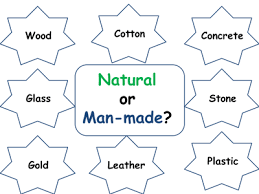 Wood
Cotton
Concrete
Natural
or
Man-made?
Glass
Stone
Gold
Leather
Plastic